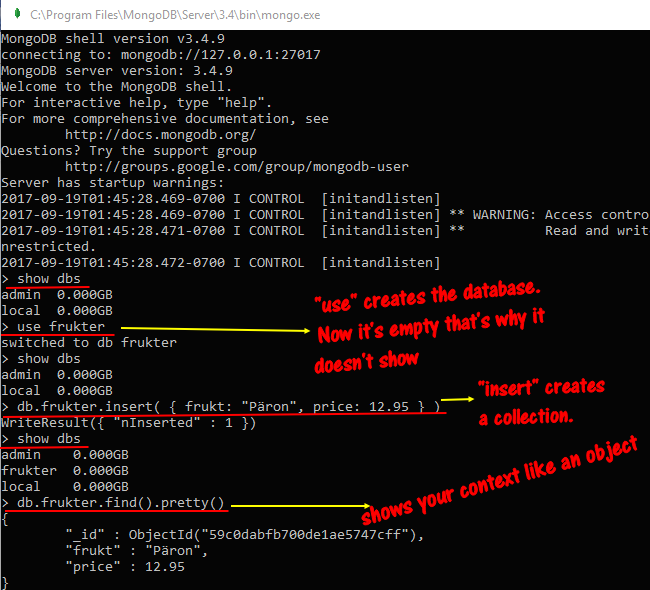 C:\Program Files\MongoDB\Server\3.4\bin\mongo.exe
MongoDB shell version v3.4.9
connecting to: mongodb://127.0.0.1:27017
MongoDB server version: 3.4.9
Welcome to the MongoDB shell.
For interactive help, type "help".
For more comprehensive documentation, see
http://docs.mongodb.org/
Questions? Try the support group
http://groups.google.com/group/mongodb-user
Server has startup warnings:
2017-09-19T01:45:28.469-0700 I CONTROL  [initandlisten]
2017-09-19T01:45:28.469-0700 I CONTROL  [initandlisten] ** WARNING: Access contro
2017-09-19T01:45:28.471-0700 I CONTROL  [initandlisten] **          Read and writ
nrestricted.
2017-09-19T01:45:28.472-0700 I CONTROL  [initandlisten]
> show dbs
admin  0.000GB
local  0.000GB
> use frukter
switched to db frukter
"use" creates the database.
Now it's empty that's why it
doesn't show
> show dbs
admin  0.000GB
local  0.000GB
> db.frukter.insert( { frukt: "Päron", price: 12.95 } )
"insert" creates
a collection.
WriteResult({ "nInserted" : 1 })
> show dbs
admin    0.000GB
frukter  0.000GB
local    0.000GB
> db.frukter.find().pretty()
shows your context like an object
{
"_id" : ObjectId("59c0dabfb700de1ae5747cff"),
"frukt" : "Päron",
"price" : 12.95
}